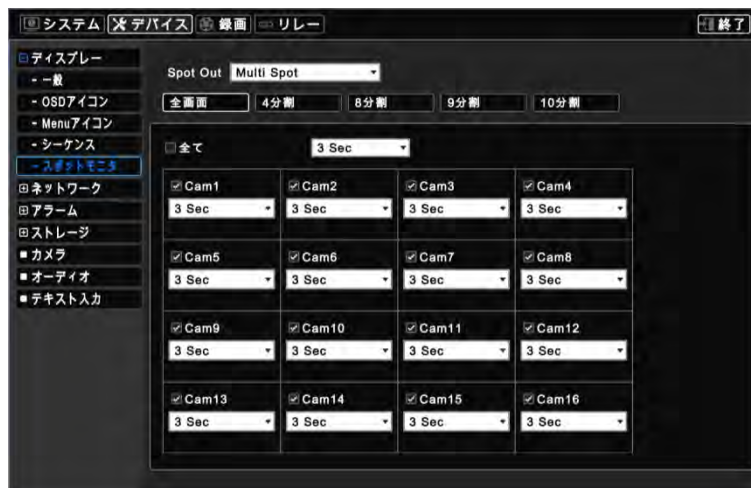 システム デバイス 録画 リレー 終了
ディスプレー
- 一般
- OSDアイコン
- Menuアイコン
- シーケンス
- スポットモニタ
ネットワーク
アラーム
ストレージ
カメラ
オーディオ
テキスト入力
Spot Out Multi Spot
全画面 4分割 8分割 9分割 10分割
全て 3 Sec
Cam1 Cam2 Cam3 Cam4
3 Sec 3 Sec 3 Sec 3 Sec
Cam5 Cam6 Cam7 Cam8
3 Sec 3 Sec 3 Sec 3 Sec
Cam9 Cam10 Cam11 Cam12
3 Sec 3 Sec 3 Sec 3 Sec
Cam13 Cam14 Cam15 Cam16
3 Sec 3 Sec 3 Sec 3 Sec